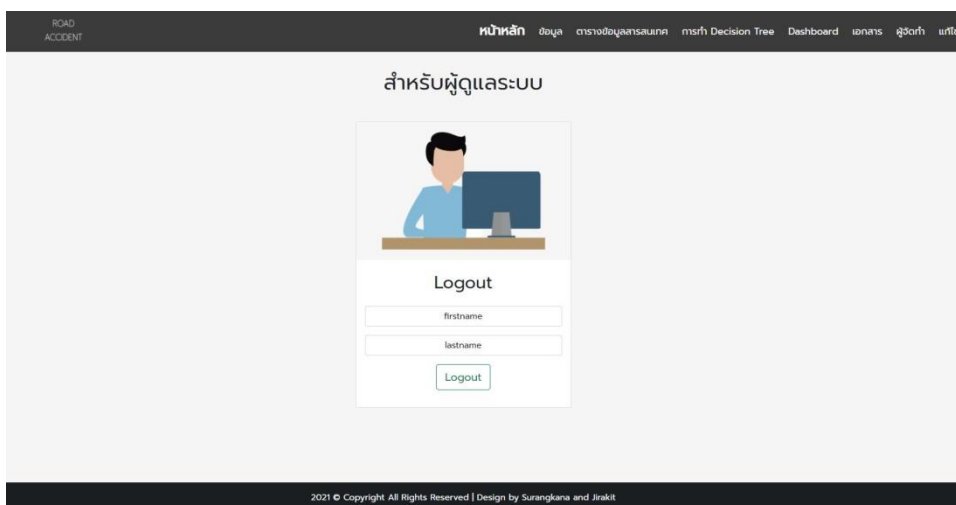 ROAD
ACCIDENT
หน้าหลัก ข้อมูล ตารางข้อมูลสารสนเทศ การทำ Decision Tree Dashboard เอกสาร ผู้จัดทำ
สำหรับผู้ดูแลระบบ
Logout
firstname
lastname
Logout
2021 © Copyright All Rights Reserved | Design by Surangkana and Jirakit